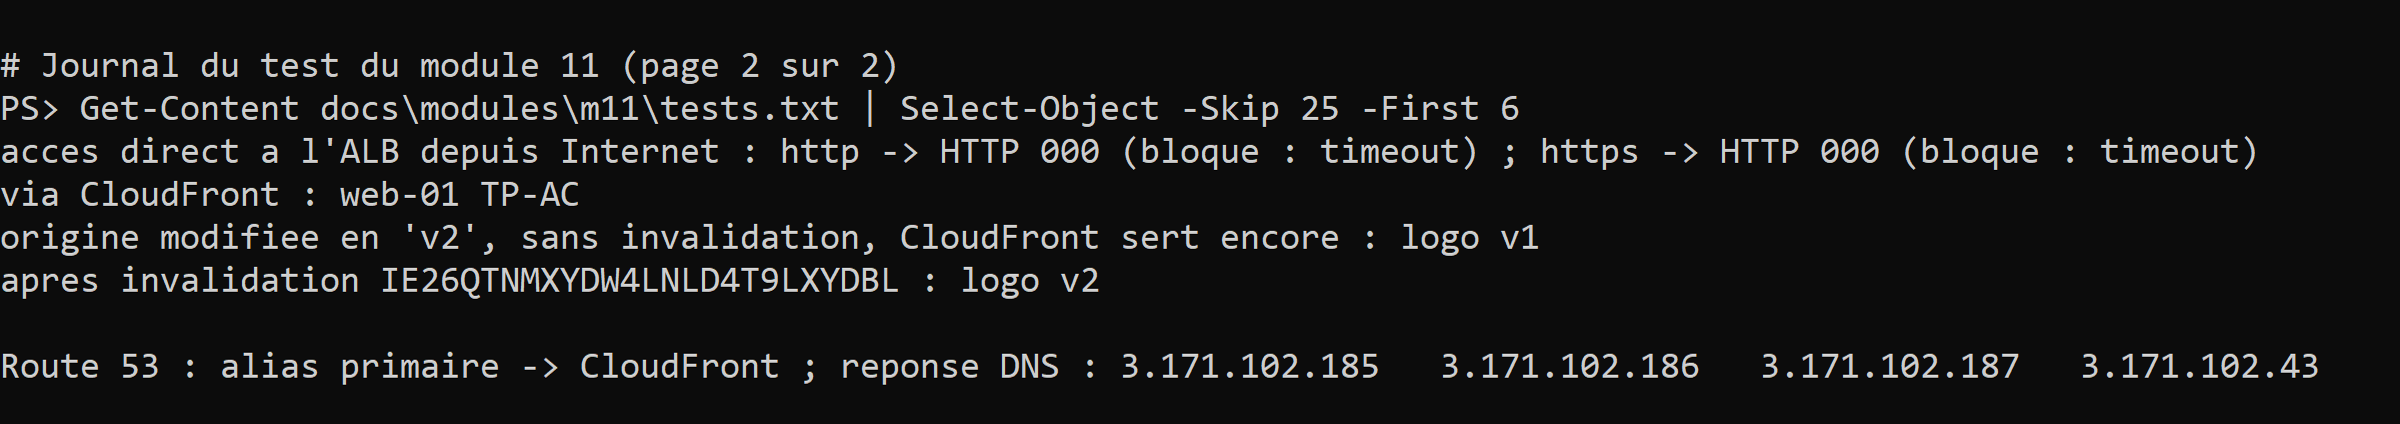 # Journal du test du module 11 (page 2 sur 2)
PS> Get-Content docs\modules\m11\tests.txt | Select-Object -Skip 25 -First 6
acces direct a l'ALB depuis Internet : http -> HTTP 000 (bloque : timeout) ; https -> HTTP 000 (bloque : timeout)
via CloudFront : web-01 TP-AC
origine modifiee en 'v2', sans invalidation, CloudFront sert encore : logo v1
apres invalidation IE26QTNMXYDW4LNLD4T9LXYDBL : logo v2
Route 53 : alias primaire -> CloudFront ; reponse DNS : 3.171.102.185   3.171.102.186   3.171.102.187   3.171.102.43